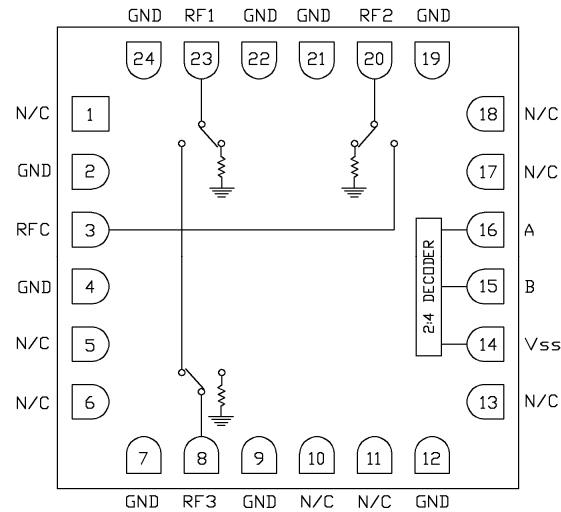 GND RF1 GND GND RF2 GND
24 23 22 21 20 19
N/C 1 18 N/C
GND 2 17 N/C
RFC 3 16 A
GND 4 15 B
2:4 DECODER
N/C 5 14 Vss
N/C 6 13 N/C
7 8 9 10 11 12
GND RF3 GND N/C N/C GND